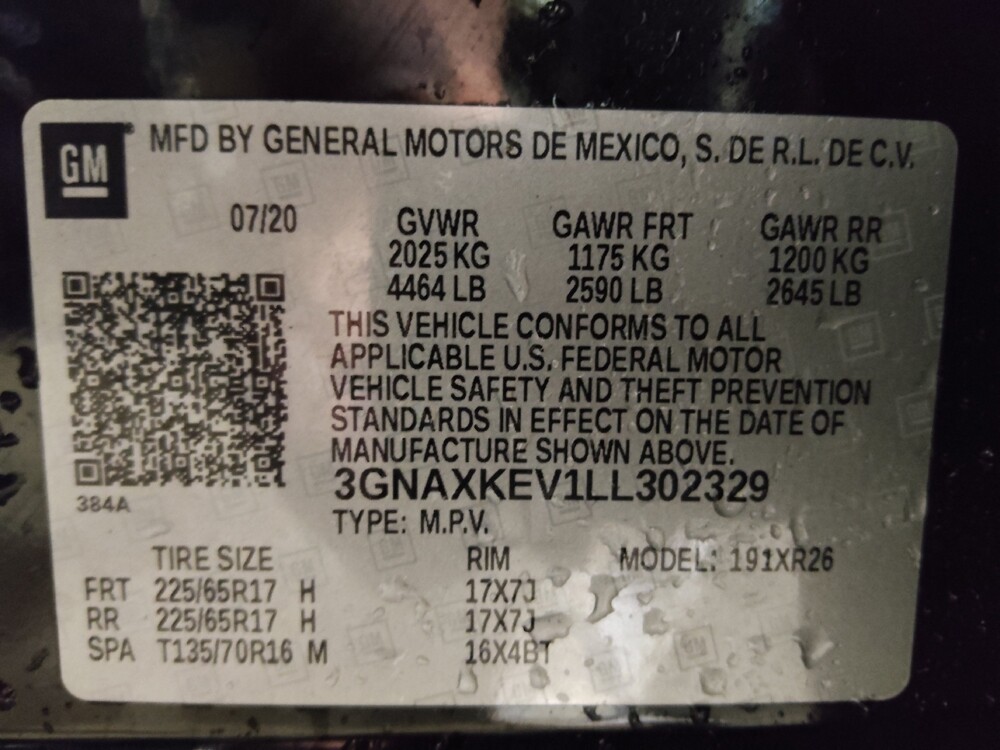 GM
MFD BY GENERAL MOTORS DE MEXICO, S. DE R.L. DE C.V.
07/20 GVWR GAWR FRT GAWR RR
2025 KG 1175 KG 1200 KG
4464 LB 2590 LB 2645 LB
THIS VEHICLE CONFORMS TO ALL
APPLICABLE U.S. FEDERAL MOTOR
VEHICLE SAFETY AND THEFT PREVENTION
STANDARDS IN EFFECT ON THE DATE OF
MANUFACTURE SHOWN ABOVE.
3GNAXKEV1LL302329
384A
TYPE: M.P.V.
TIRE SIZE RIM MODEL: 191XR26
FRT 225/65R17 H 17X7J
RR 225/65R17 H 17X7J
SPA T135/70R16 M 16X4BT